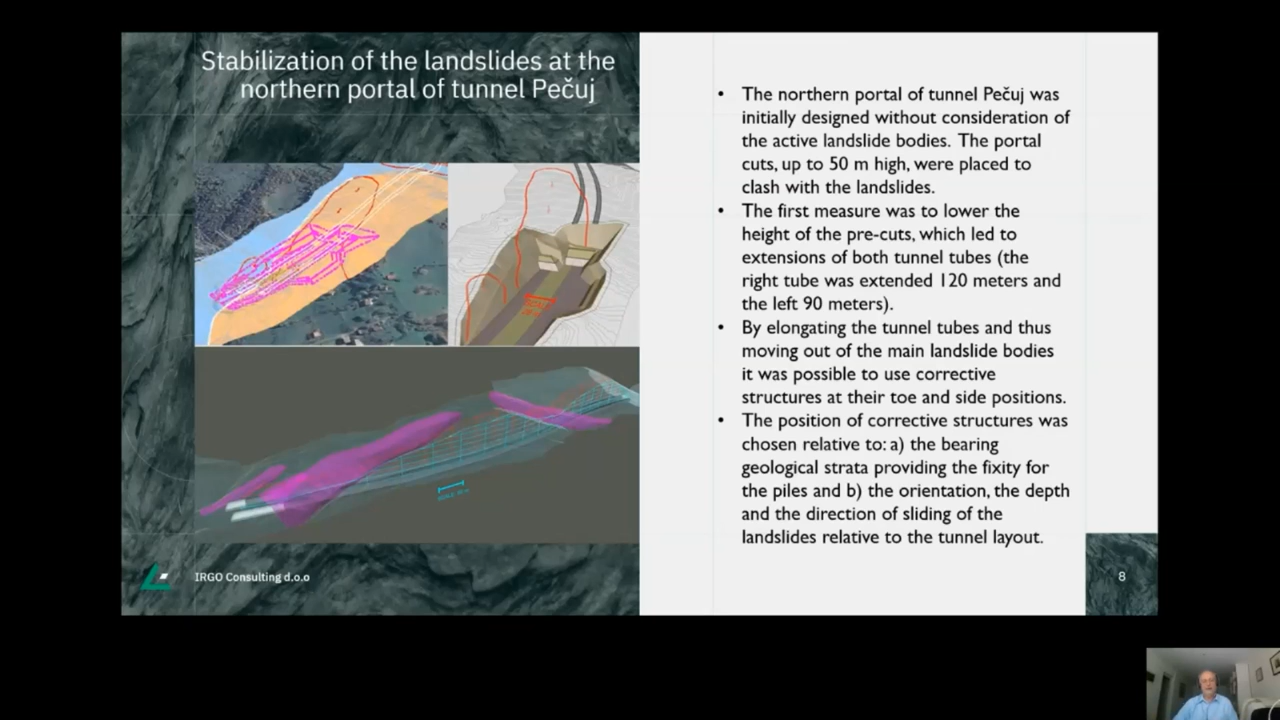 Stabilization of the landslides at the
northern portal of tunnel Pečuj
• The northern portal of tunnel Pečuj was
initially designed without consideration of
the active landslide bodies. The portal
cuts, up to 50 m high, were placed to
clash with the landslides.
• The first measure was to lower the
height of the pre-cuts, which led to
extensions of both tunnel tubes (the
right tube was extended 120 meters and
the left 90 meters).
• By elongating the tunnel tubes and thus
moving out of the main landslide bodies
it was possible to use corrective
structures at their toe and side positions.
• The position of corrective structures was
chosen relative to: a) the bearing
geological strata providing the fixity for
the piles and b) the orientation, the depth
and the direction of sliding of the
landslides relative to the tunnel layout.
IRGO Consulting d.o.o
8